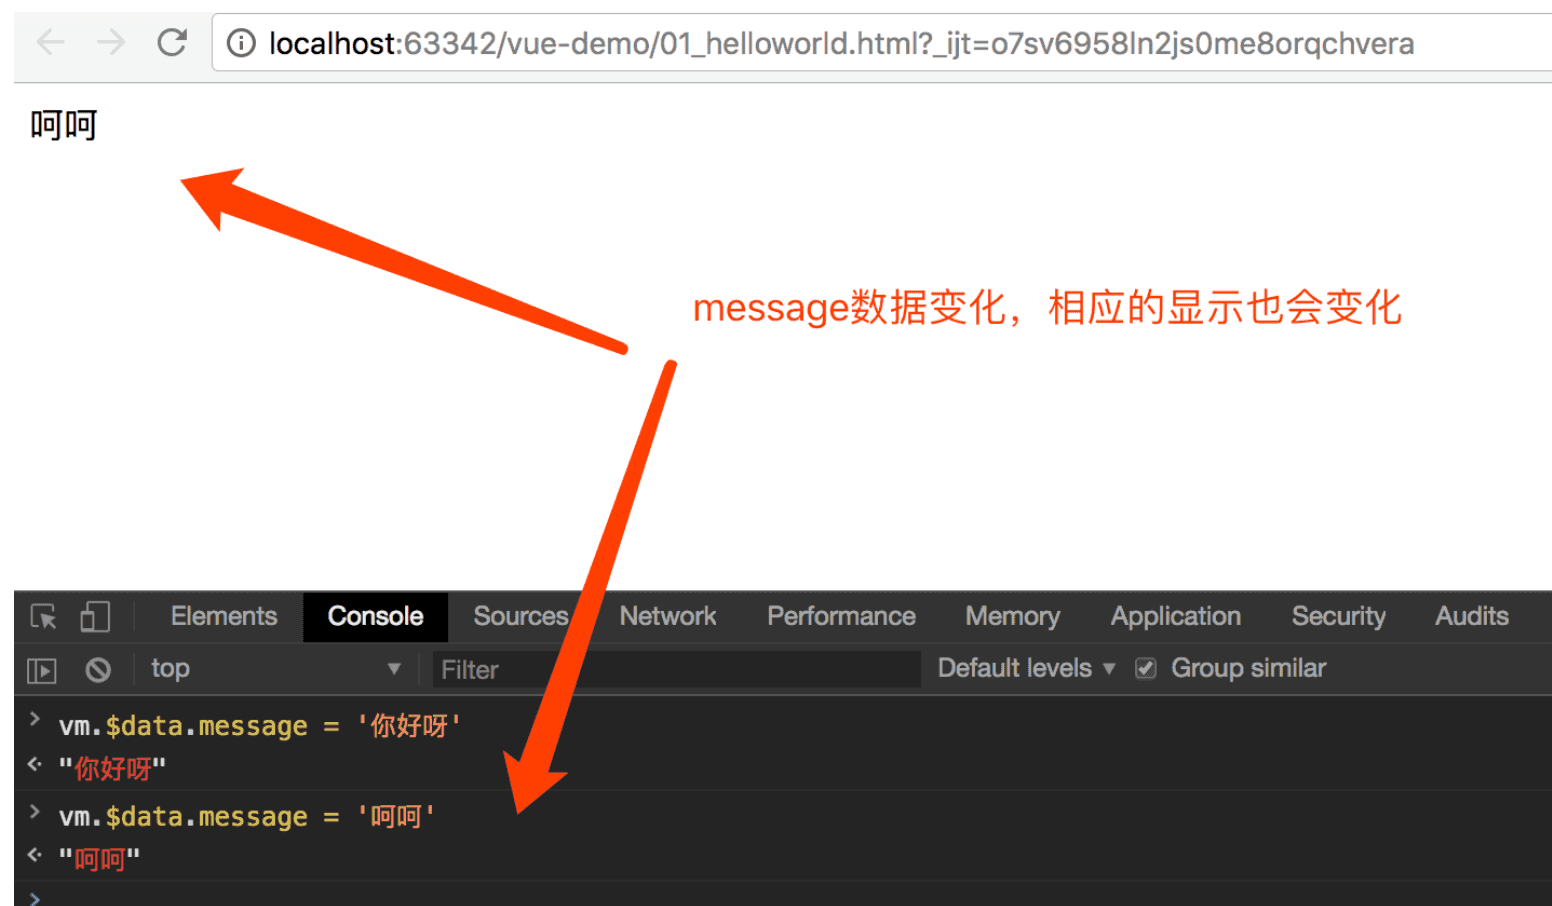 localhost:63342/vue-demo/01_helloworld.html?_ijt=o7sv6958ln2js0me8orqchvera
呵呵
message数据变化，相应的显示也会变化
Elements Console Sources Network Performance Memory Application Security Audits
top Filter Default levels Group similar
vm.$data.message = '你好呀'
"你好呀"
vm.$data.message = '呵呵'
"呵呵"